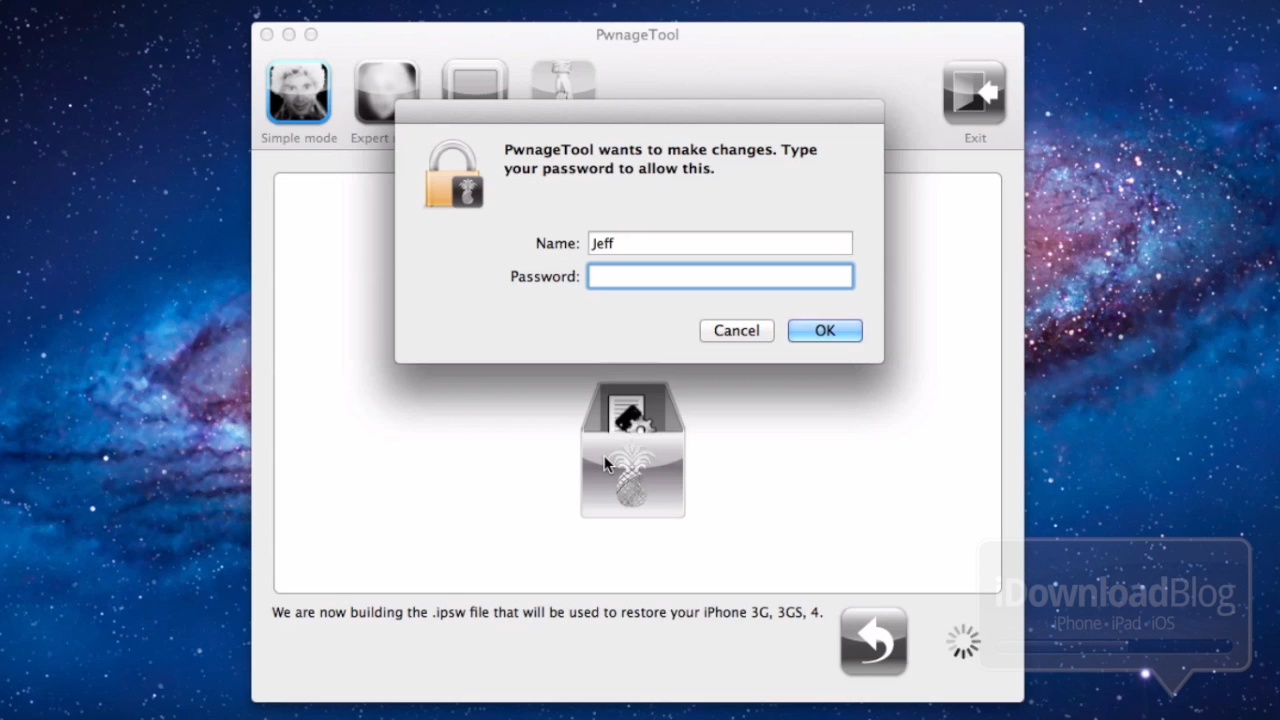 PwnageTool
Simple mode
Expert
Exit
PwnageTool wants to make changes. Type
your password to allow this.
Name: Jeff
Password:
Cancel
OK
We are now building the .ipsw file that will be used to restore your iPhone 3G, 3GS, 4.
iDownloadBlog
iPhone • iPad • iOS